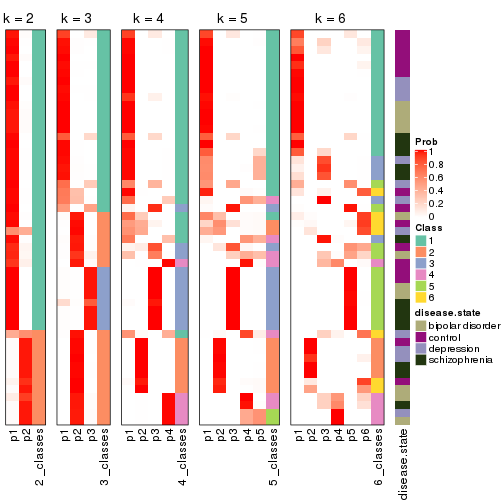 k = 2
k = 3
k = 4
k = 5
k = 6
Prob
1
0.8
0.6
0.4
0.2
0
Class
1
2
3
4
5
6
disease.state
bipolar disorder
control
depression
schizophrenia
p1
p2
2_classes
p1
p2
p3
3_classes
p1
p2
p3
p4
4_classes
p1
p2
p3
p4
p5
5_classes
p1
p2
p3
p4
p5
p6
6_classes
disease.state